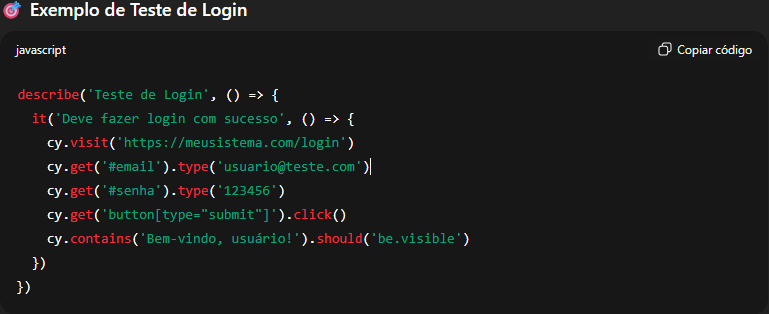 🎯 Exemplo de Teste de Login
javascript
Copiar código
describe('Teste de Login', () => {
  it('Deve fazer login com sucesso', () => {
    cy.visit('https://meusistema.com/login')
    cy.get('#email').type('usuario@teste.com')
    cy.get('#senha').type('123456')
    cy.get('button[type="submit"]').click()
    cy.contains('Bem-vindo, usuário!').should('be.visible')
  })
})